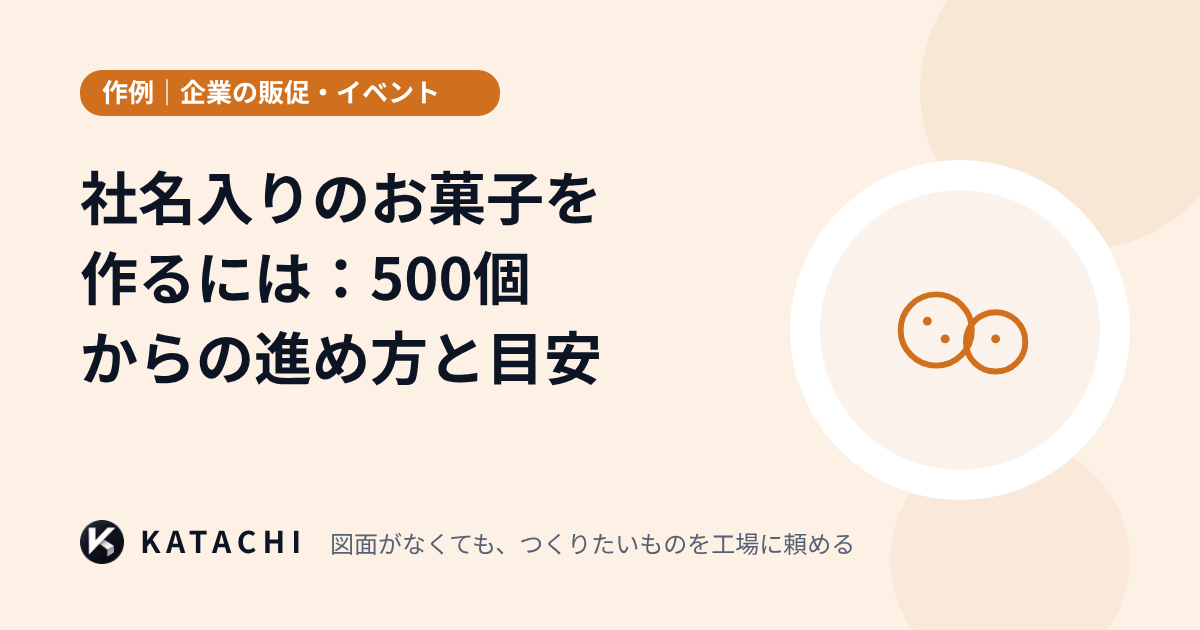 作例｜企業の販促・イベント
社名入りのお菓子を
作るには：500個
からの進め方と目安
KATACHI 図面がなくても、つくりたいものを工場に頼める